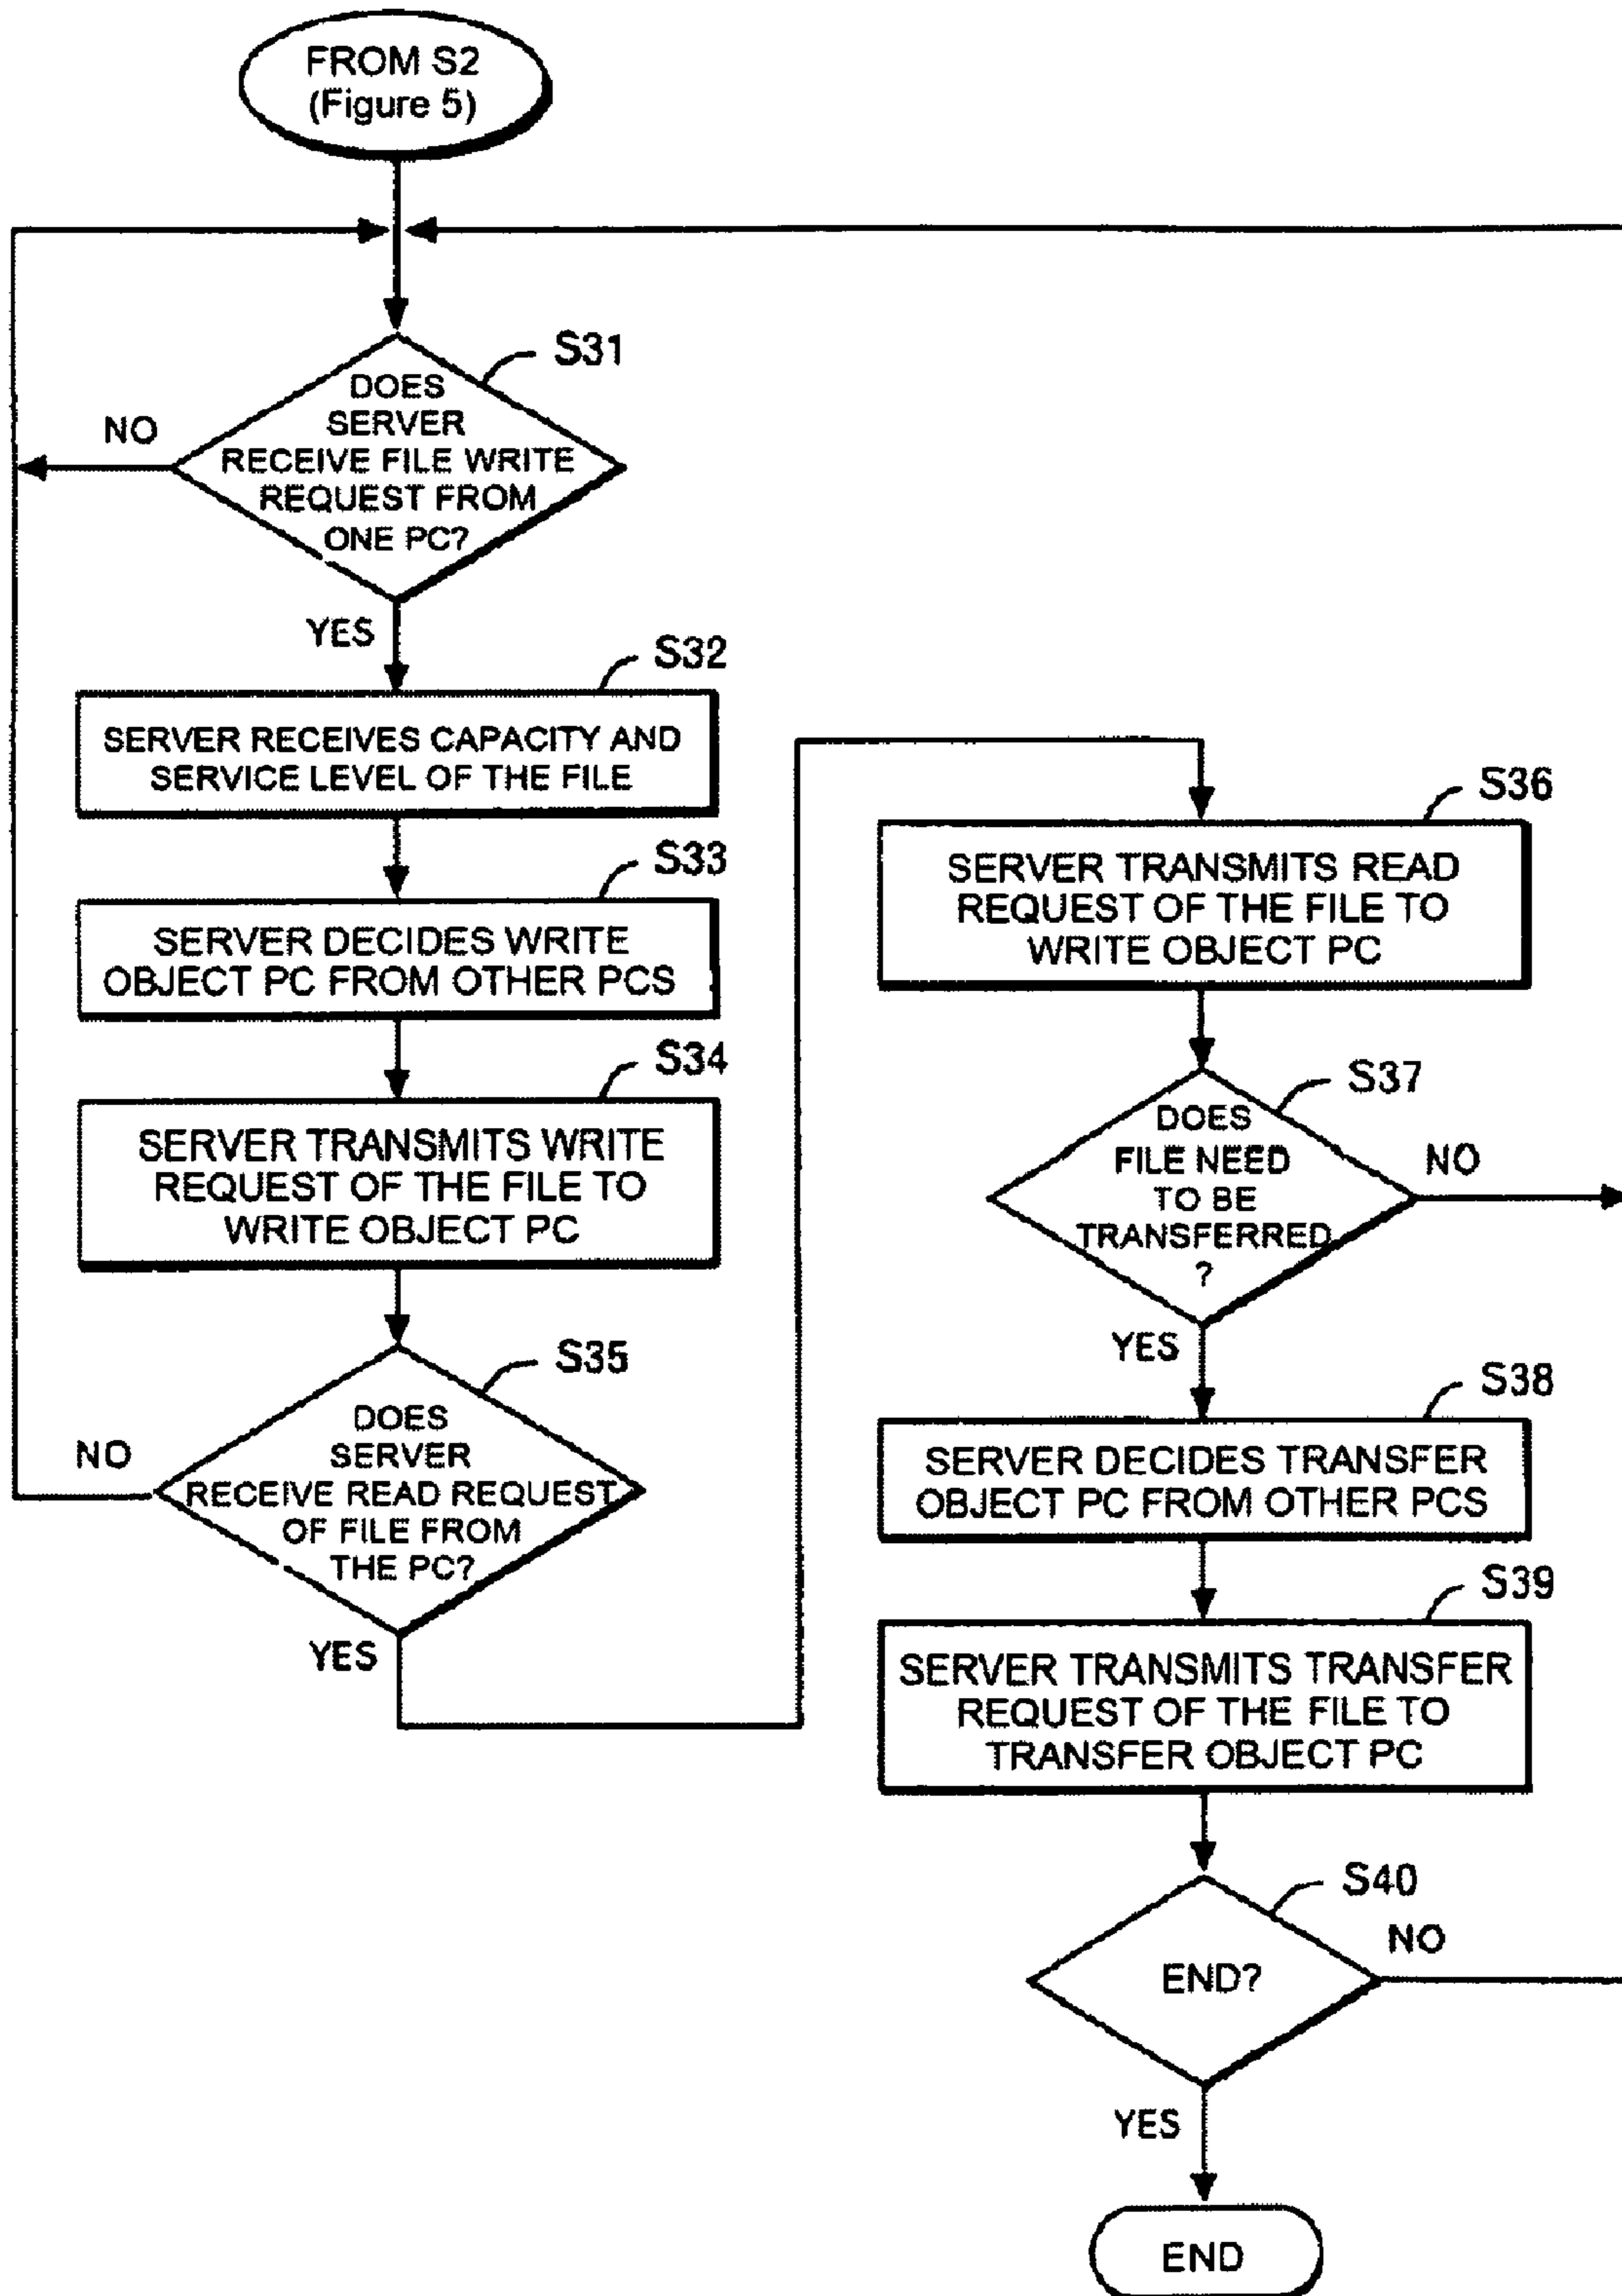 FROM S2
(Figure 5)
S31
DOES
SERVER
RECEIVE FILE WRITE
REQUEST FROM
ONE PC?
NO
YES
S32
SERVER RECEIVES CAPACITY AND
SERVICE LEVEL OF THE FILE
S33
SERVER DECIDES WRITE
OBJECT PC FROM OTHER PCS
S34
SERVER TRANSMITS WRITE
REQUEST OF THE FILE TO
WRITE OBJECT PC
S35
DOES
SERVER
RECEIVE READ REQUEST
OF FILE FROM
THE PC?
NO
YES
S36
SERVER TRANSMITS READ
REQUEST OF THE FILE TO
WRITE OBJECT PC
S37
DOES
FILE NEED
TO BE
TRANSFERRED
?
NO
YES
S38
SERVER DECIDES TRANSFER
OBJECT PC FROM OTHER PCS
S39
SERVER TRANSMITS TRANSFER
REQUEST OF THE FILE TO
TRANSFER OBJECT PC
S40
END?
NO
YES
END